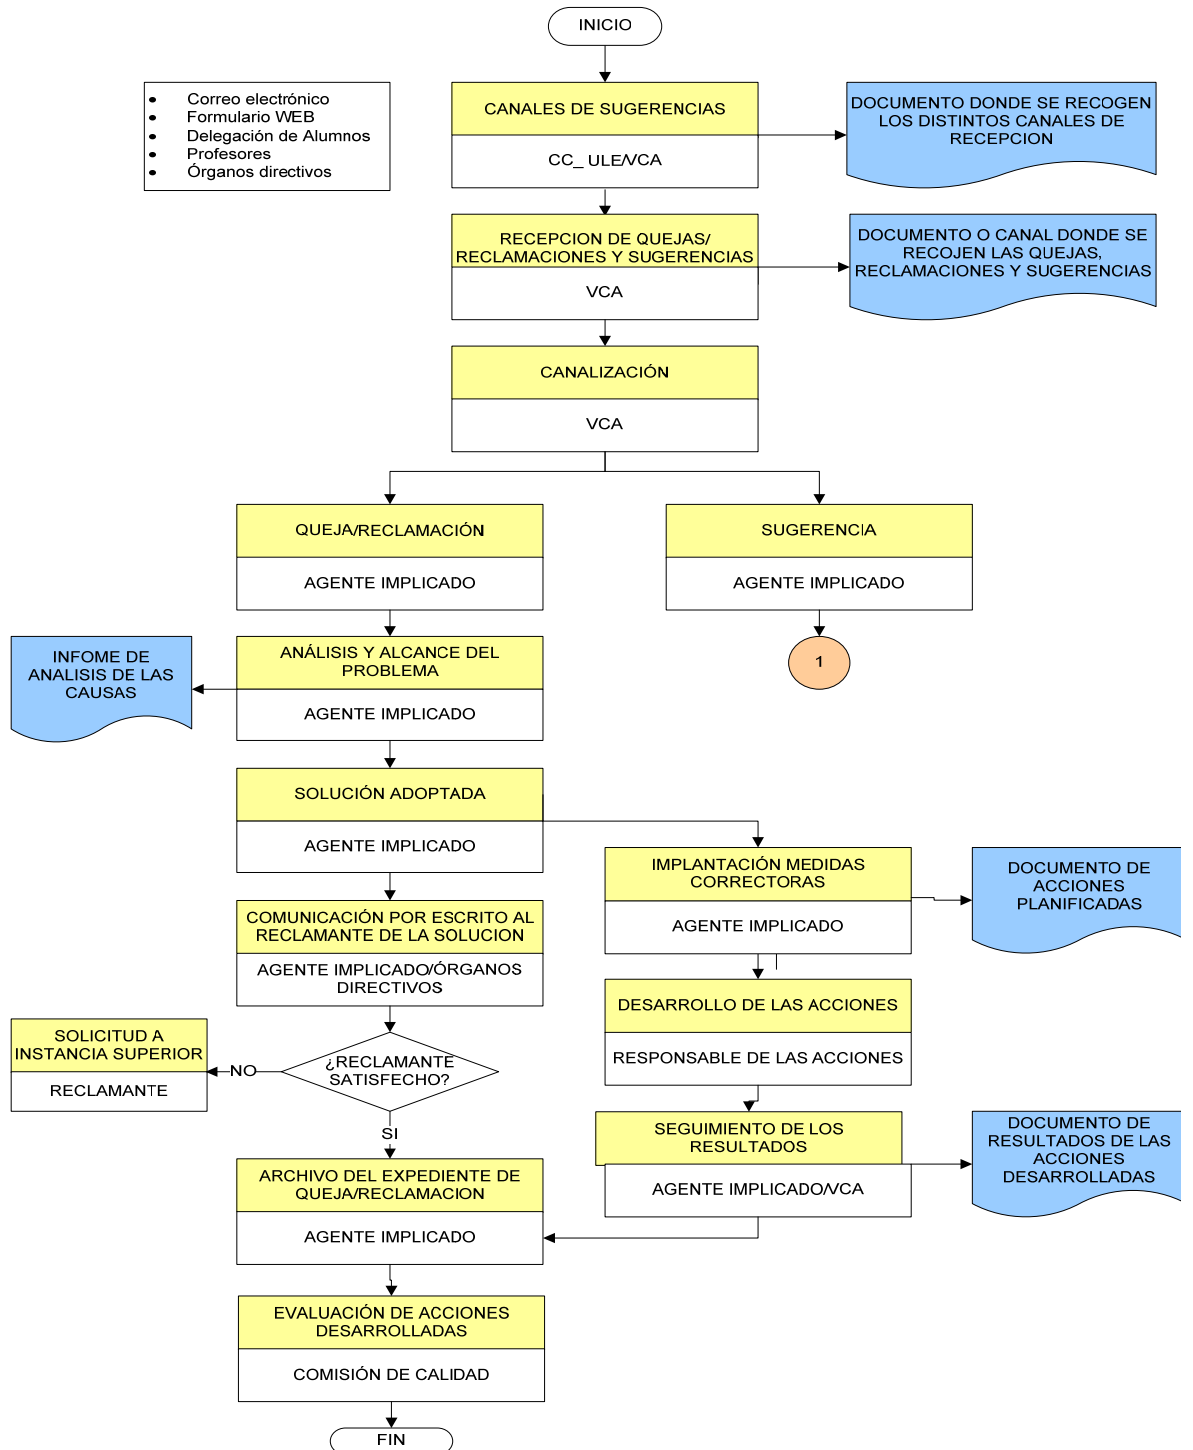 INICIO
• Correo electrónico
• Formulario WEB
• Delegación de Alumnos
• Profesores
• Órganos directivos
CANALES DE SUGERENCIAS
CC_ ULE/VCA
DOCUMENTO DONDE SE RECOGEN
LOS DISTINTOS CANALES DE
RECEPCION
RECEPCION DE QUEJAS/
RECLAMACIONES Y SUGERENCIAS
VCA
DOCUMENTO O CANAL DONDE SE
RECOJEN LAS QUEJAS,
RECLAMACIONES Y SUGERENCIAS
CANALIZACIÓN
VCA
QUEJA/RECLAMACIÓN
AGENTE IMPLICADO
SUGERENCIA
AGENTE IMPLICADO
1
INFOME DE
ANALISIS DE LAS
CAUSAS
ANÁLISIS Y ALCANCE DEL
PROBLEMA
AGENTE IMPLICADO
SOLUCIÓN ADOPTADA
AGENTE IMPLICADO
IMPLANTACIÓN MEDIDAS
CORRECTORAS
AGENTE IMPLICADO
DOCUMENTO DE
ACCIONES
PLANIFICADAS
COMUNICACIÓN POR ESCRITO AL
RECLAMANTE DE LA SOLUCION
AGENTE IMPLICADO/ÓRGANOS
DIRECTIVOS
DESARROLLO DE LAS ACCIONES
RESPONSABLE DE LAS ACCIONES
SOLICITUD A
INSTANCIA SUPERIOR
RECLAMANTE
NO
¿RECLAMANTE
SATISFECHO?
SI
SEGUIMIENTO DE LOS
RESULTADOS
AGENTE IMPLICADO/VCA
DOCUMENTO DE
RESULTADOS DE LAS
ACCIONES
DESARROLLADAS
ARCHIVO DEL EXPEDIENTE DE
QUEJA/RECLAMACION
AGENTE IMPLICADO
EVALUACIÓN DE ACCIONES
DESARROLLADAS
COMISIÓN DE CALIDAD
FIN